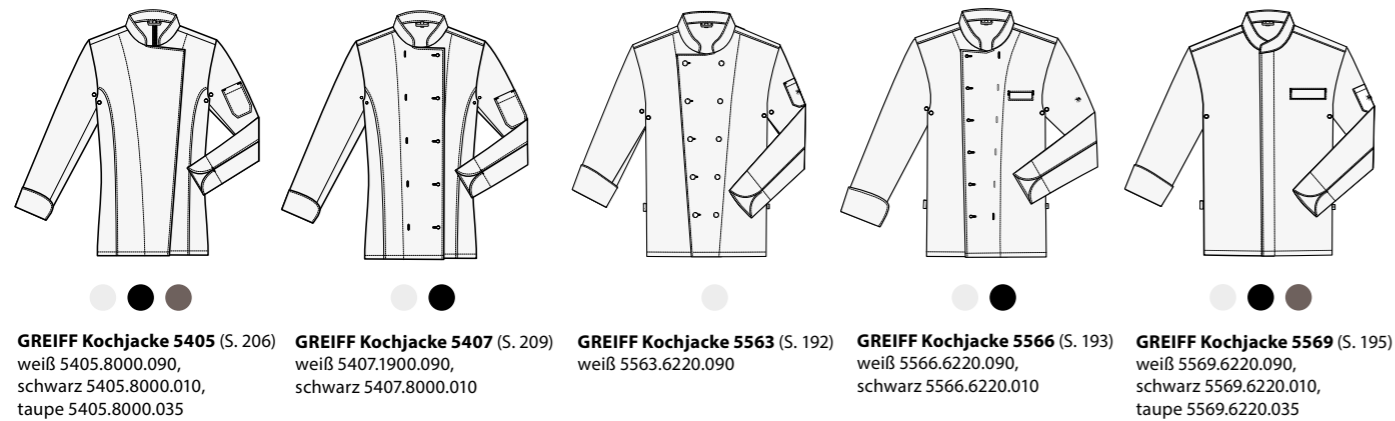 GREIFF Kochjacke 5405 (S. 206)
weiß 5405.8000.090,
schwarz 5405.8000.010,
taupe 5405.8000.035
GREIFF Kochjacke 5407 (S. 209)
weiß 5407.1900.090,
schwarz 5407.8000.010
GREIFF Kochjacke 5563 (S. 192)
weiß 5563.6220.090
GREIFF Kochjacke 5566 (S. 193)
weiß 5566.6220.090,
schwarz 5566.6220.010
GREIFF Kochjacke 5569 (S. 195)
weiß 5569.6220.090,
schwarz 5569.6220.010,
taupe 5569.6220.035